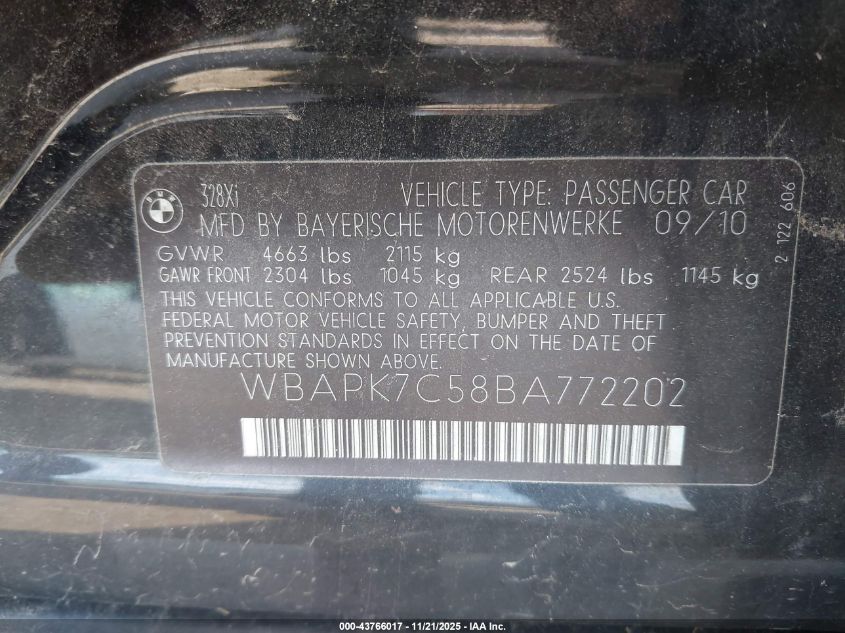 BMW
328Xi VEHICLE TYPE: PASSENGER CAR
MFD BY BAYERISCHE MOTORENWERKE 09/10
GVWR 4663 lbs 2115 kg
GAWR FRONT 2304 lbs 1045 kg REAR 2524 lbs 1145 kg
THIS VEHICLE CONFORMS TO ALL APPLICABLE U.S.
FEDERAL MOTOR VEHICLE SAFETY, BUMPER AND THEFT
PREVENTION STANDARDS IN EFFECT ON THE DATE OF
MANUFACTURE SHOWN ABOVE.
WBAPK7C58BA772202
2 122 606
000-43766017 - 11/21/2025 - IAA Inc.